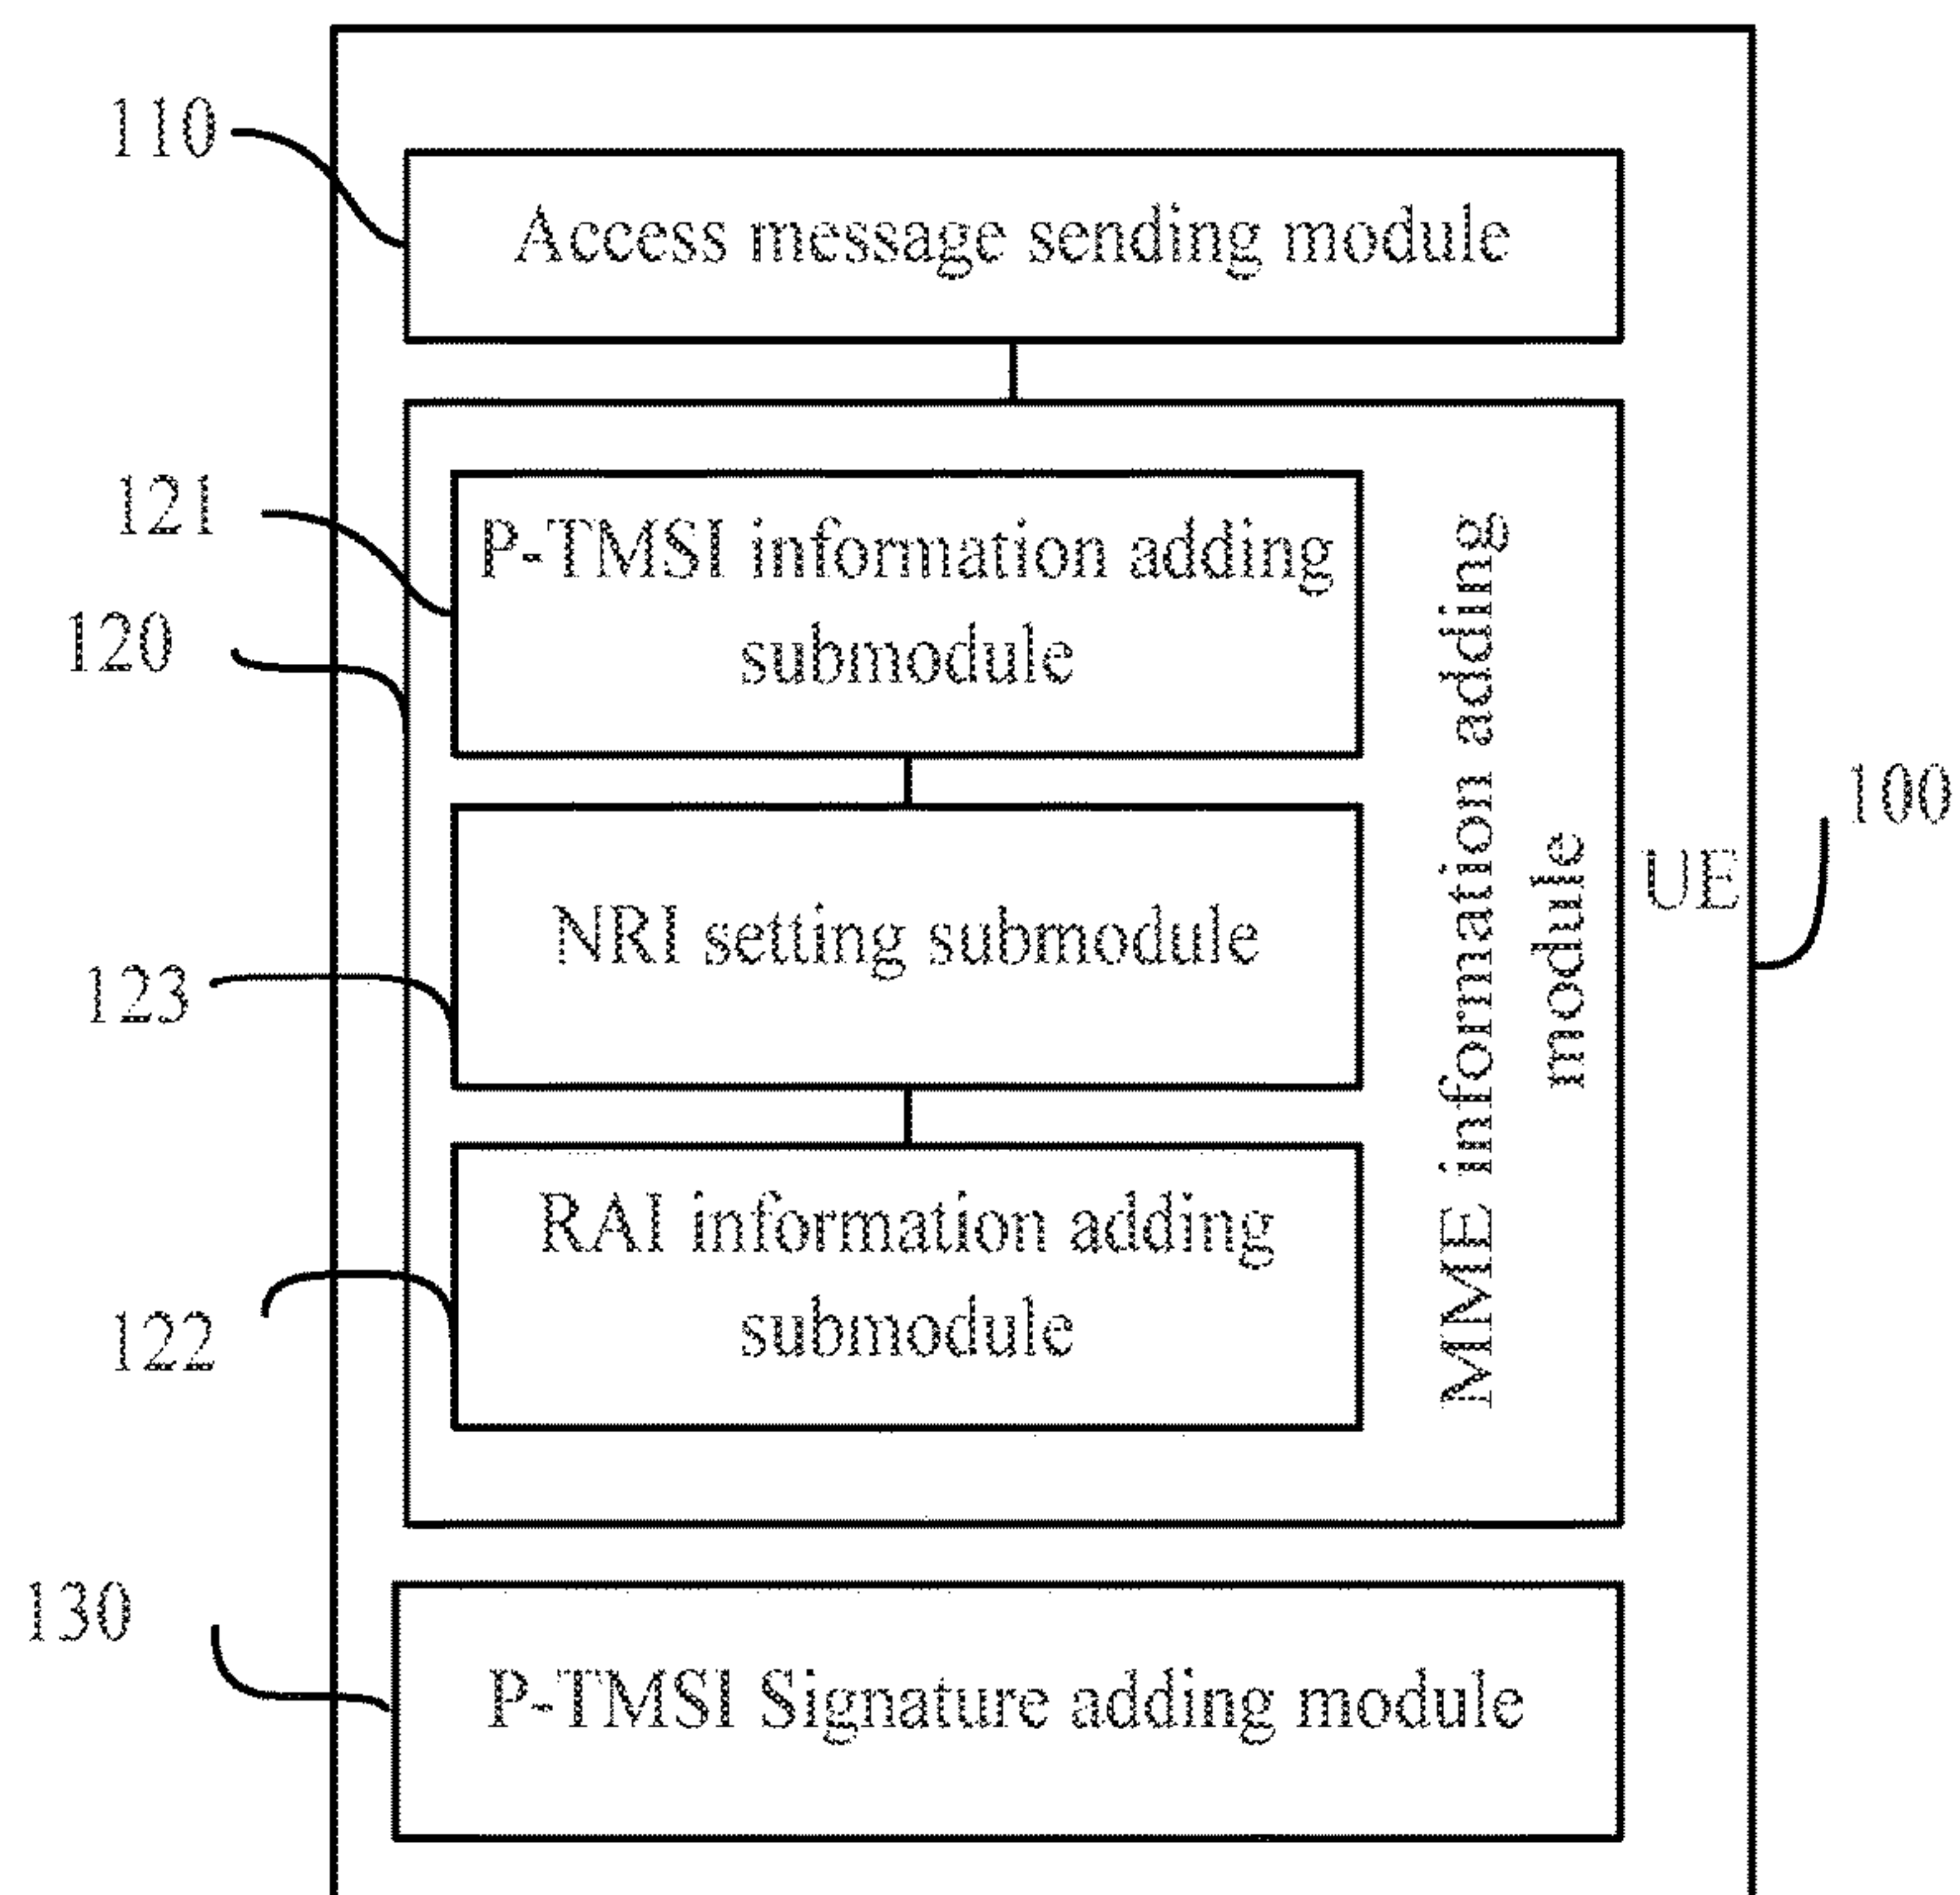 110
Access message sending module
121
P-TMSI information adding
submodule
120
MME information adding
module
100
UE
NRI setting submodule
123
RAI information adding
submodule
122
130
P-TMSI Signature adding module